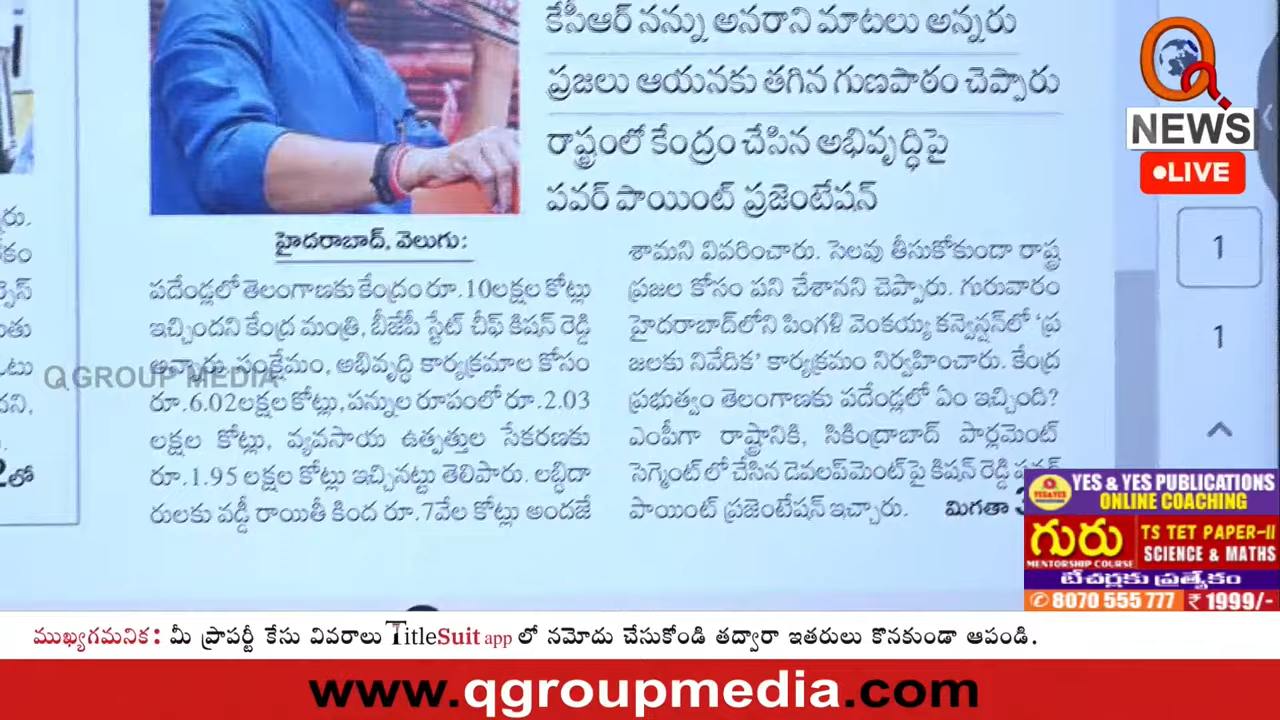 కేసీఆర్ నన్ను అనరాని మాటలు అన్నరు
ప్రజలు ఆయనకు తగిన గుణపాఠం చెప్పారు
రాష్ట్రంలో కేంద్రం చేసిన అభివృద్ధిపై
పవర్ పాయింట్ ప్రజెంటేషన్
హైదరాబాద్, వెలుగు:
పదేండ్లలో తెలంగాణకు కేంద్రం రూ.10లక్షల కోట్లు
ఇచ్చిందని కేంద్ర మంత్రి, బీజేపీ స్టేట్ చీఫ్ కిషన్ రెడ్డి
అన్నారు. సంక్షేమం, అభివృద్ధి కార్యక్రమాల కోసం
రూ.6.02లక్షల కోట్లు, పన్నుల రూపంలో రూ.2.03
లక్షల కోట్లు, వ్యవసాయ ఉత్పత్తుల సేకరణకు
రూ.1.95 లక్షల కోట్లు ఇచ్చినట్టు తెలిపారు. లబ్ధిదా
రులకు వడ్డీ రాయితీ కింద రూ.7వేల కోట్లు అందజే
శామని వివరించారు. సెలవు తీసుకోకుండా రాష్ట్ర
ప్రజల కోసం పని చేశానని చెప్పారు. గురువారం
హైదరాబాద్‌లోని పింగళి వెంకయ్య కన్వెన్షన్‌లో ‘ప్ర
జలకు నివేదిక’ కార్యక్రమం నిర్వహించారు. కేంద్ర
ప్రభుత్వం తెలంగాణకు పదేండ్లలో ఏం ఇచ్చింది?
ఎంపీగా రాష్ట్రానికి, సికింద్రాబాద్ పార్లమెంట్
సెగ్మెంట్ లో చేసిన డెవలప్‌మెంట్ పై కిషన్ రెడ్డి పవర్
పాయింట్ ప్రజెంటేషన్ ఇచ్చారు. మిగతా
2లో
Q GROUP MEDIA
Q
NEWS
LIVE
1
1
YES & YES PUBLICATIONS
ONLINE COACHING
YES&YES
గురు
MENTORSHIP COURSE
TS TET PAPER-II
SCIENCE & MATHS
టీచర్లకు ప్రత్యేకం
8070 555 777 ₹ 1999/-
ముఖ్యగమనిక: మీ ప్రాపర్టీ కేసు వివరాలు TitleSuit app లో నమోదు చేసుకోండి తద్వారా ఇతరులు కొనకుండా ఆపండి.
www.qgroupmedia.com